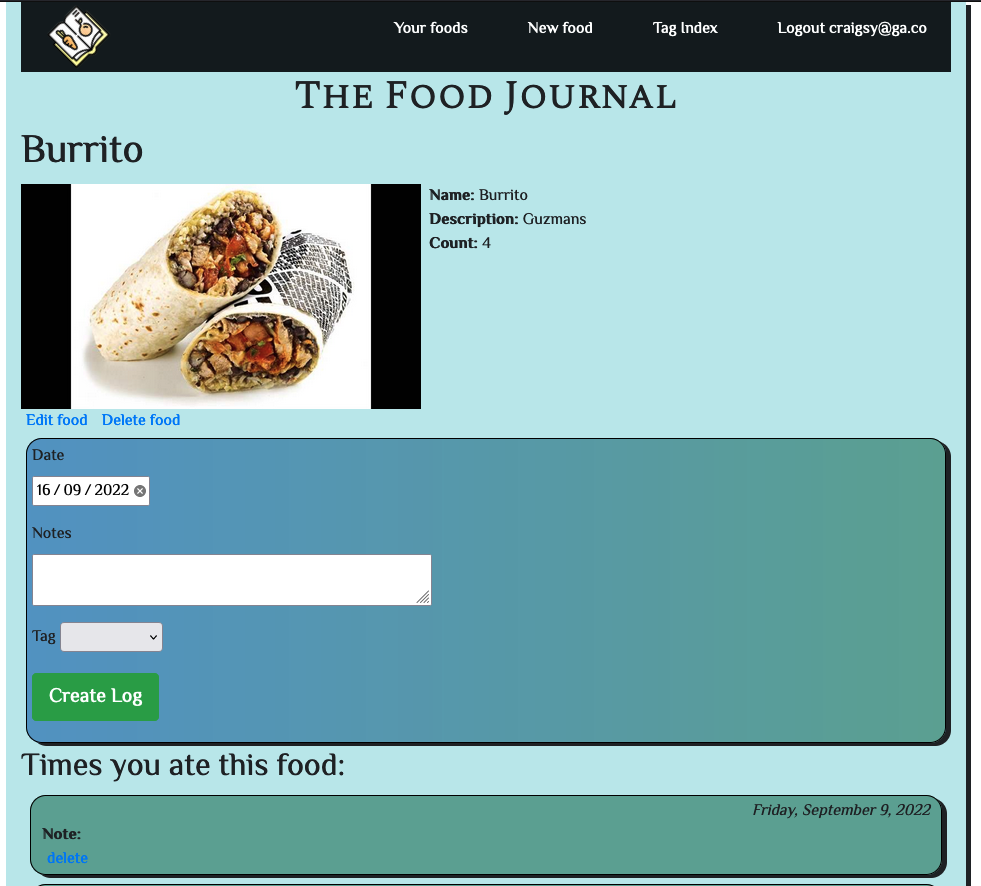 Your foods New food Tag Index Logout craigsy@ga.co
The Food Journal
Burrito
Name: Burrito
Description: Guzmans
Count: 4
Edit food Delete food
Date
16 / 09 / 2022
Notes
Tag
Create Log
Times you ate this food:
Friday, September 9, 2022
Note:
delete